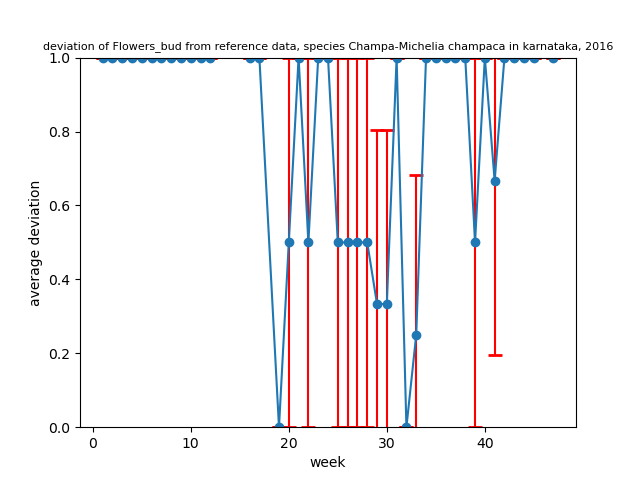 deviation of Flowers_bud from reference data, species Champa-Michelia champaca in karnataka, 2016
1.0
0.8
0.6
0.4
0.2
0.0
average deviation
0 10 20 30 40
week